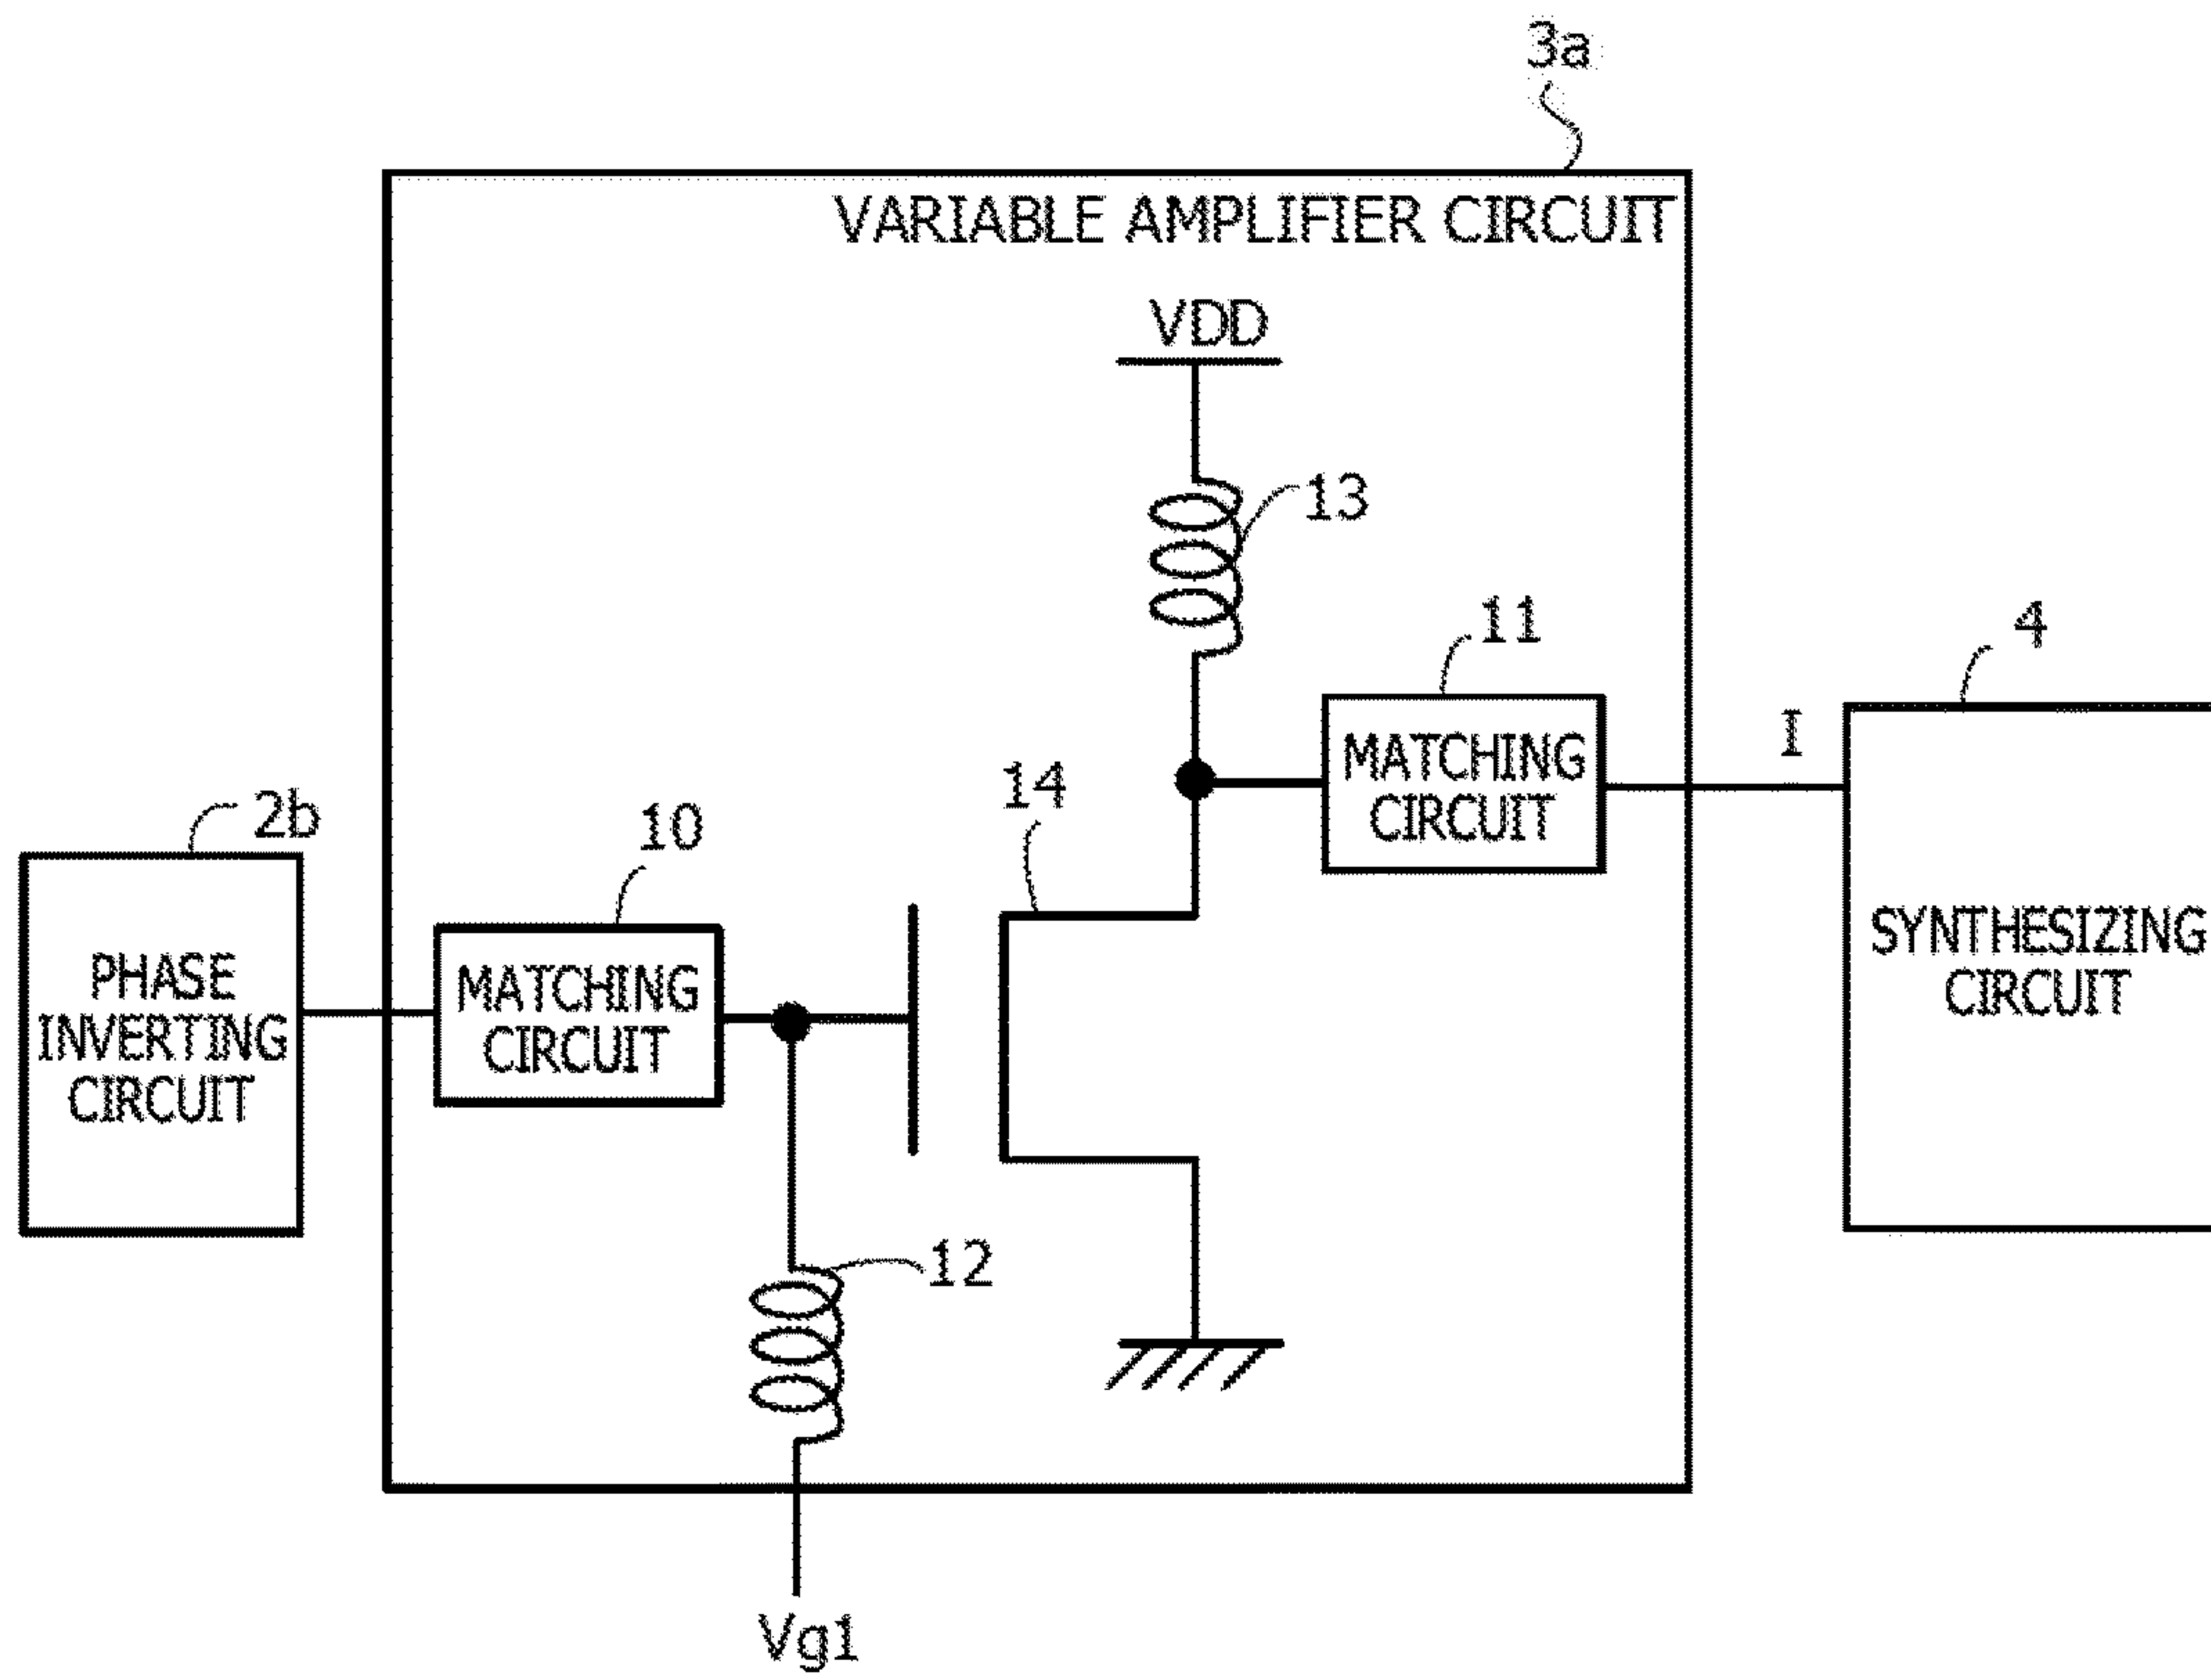 3a
VARIABLE AMPLIFIER CIRCUIT
VDD
13
11
4
MATCHING
CIRCUIT
I
14
2b
10
PHASE
INVERTING
CIRCUIT
MATCHING
CIRCUIT
SYNTHESIZING
CIRCUIT
12
Vg1